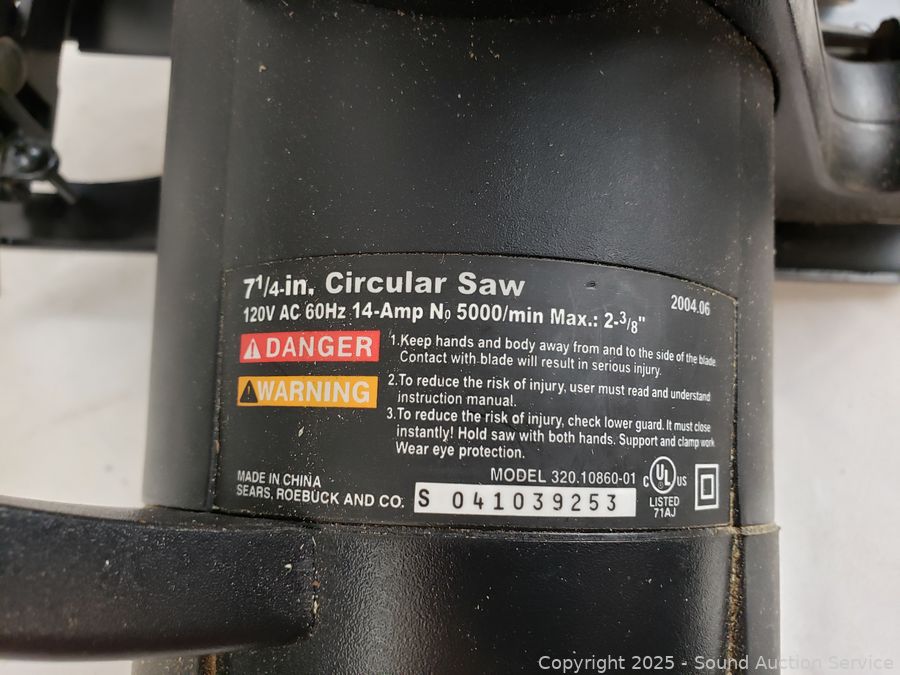 7 1/4-in, Circular Saw
2004.06
120V AC 60Hz 14-Amp N₀ 5000/min Max.: 2-3/8"
DANGER
1.Keep hands and body away from and to the side of the blade.
Contact with blade will result in serious injury.
WARNING
2.To reduce the risk of injury, user must read and understand
instruction manual.
3.To reduce the risk of injury, check lower guard. It must close
instantly! Hold saw with both hands. Support and clamp work
Wear eye protection.
MADE IN CHINA
SEARS, ROEBUCK AND CO.
MODEL 320.10860-01
S 041039253
C UL US
LISTED
71AJ
Copyright 2025 - Sound Auction Service